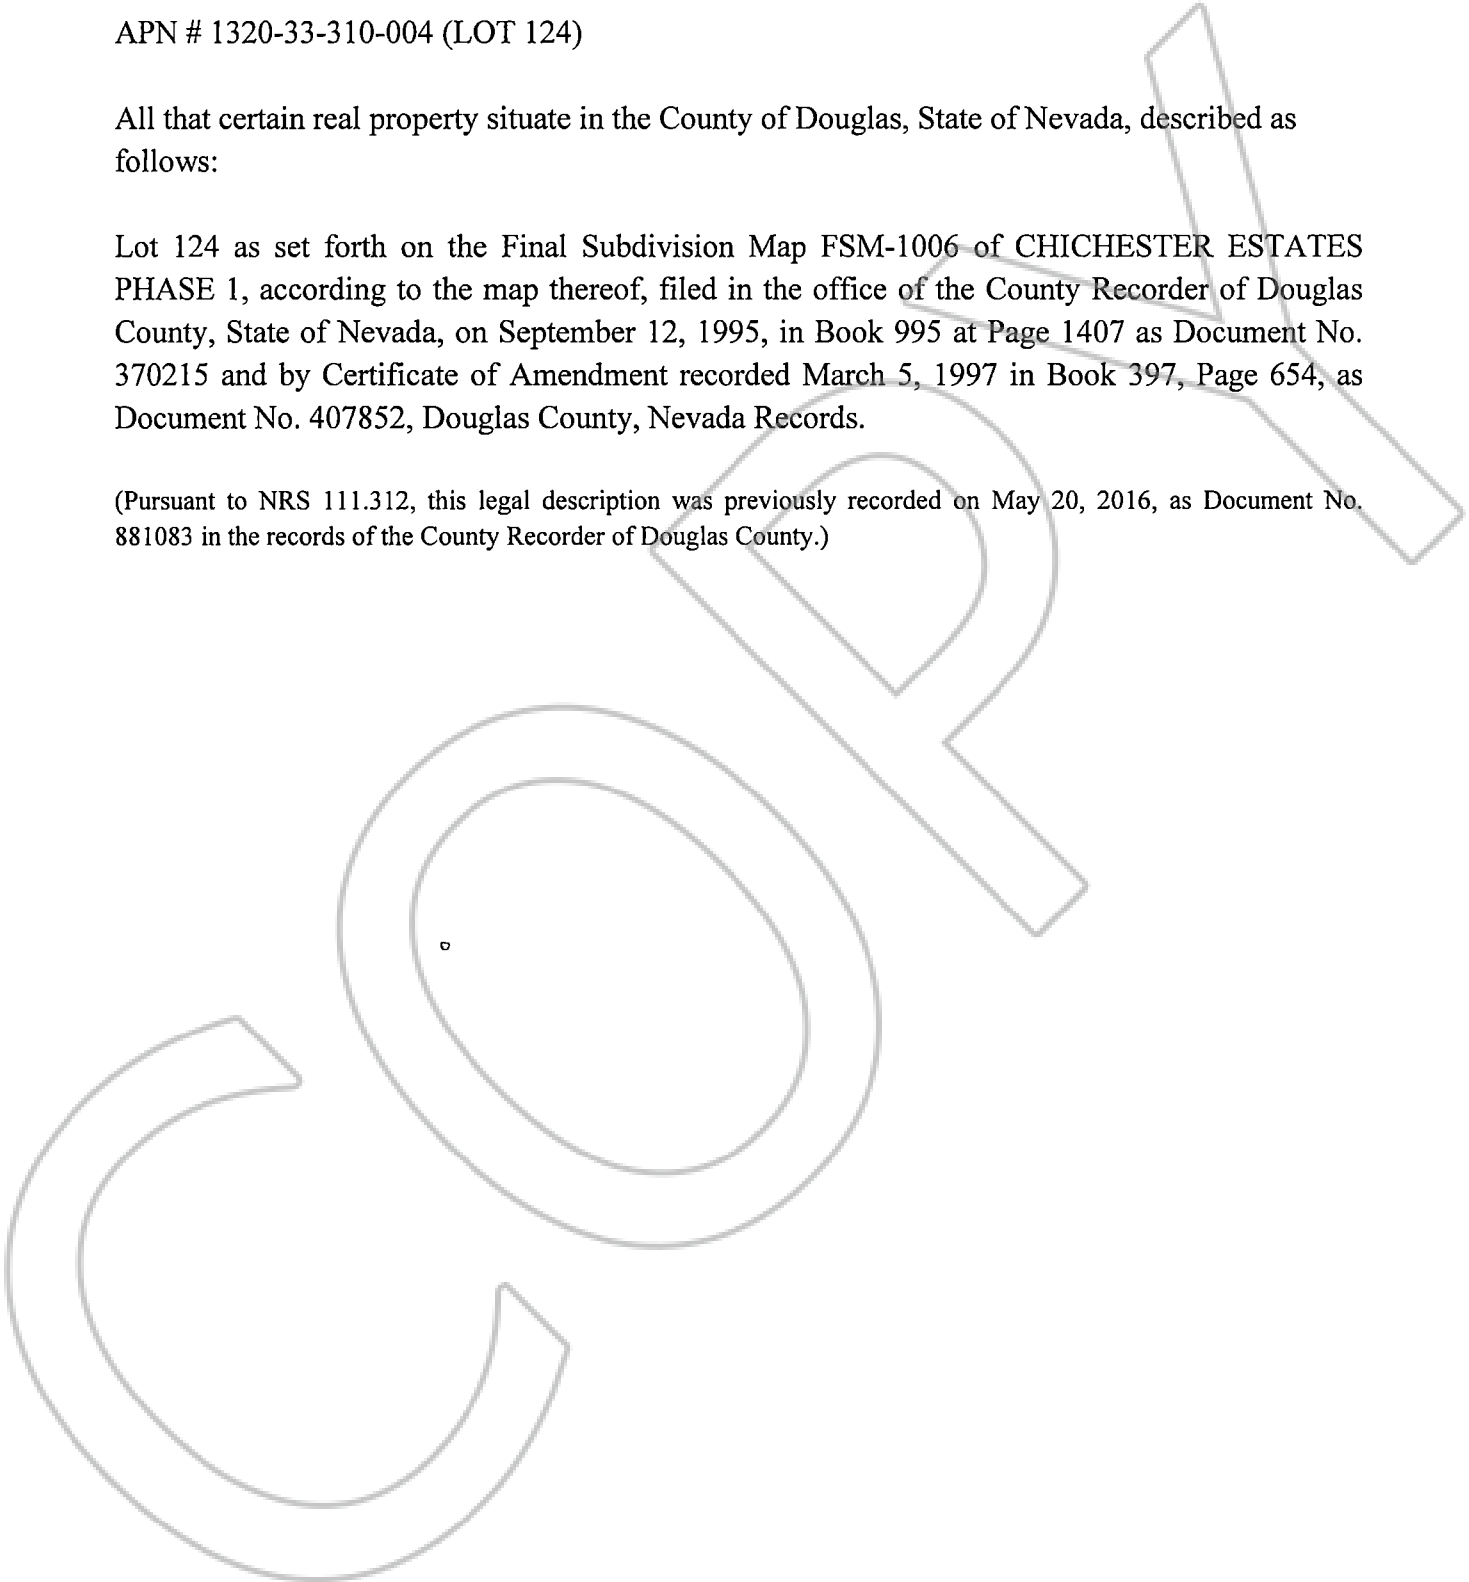 APN # 1320-33-310-004 (LOT 124)
All that certain real property situate in the County of Douglas, State of Nevada, described as
follows:
Lot 124 as set forth on the Final Subdivision Map FSM-1006 of CHICHESTER ESTATES
PHASE 1, according to the map thereof, filed in the office of the County Recorder of Douglas
County, State of Nevada, on September 12, 1995, in Book 995 at Page 1407 as Document No.
370215 and by Certificate of Amendment recorded March 5, 1997 in Book 397, Page 654, as
Document No. 407852, Douglas County, Nevada Records.
(Pursuant to NRS 111.312, this legal description was previously recorded on May 20, 2016, as Document No.
881083 in the records of the County Recorder of Douglas County.)
COPY